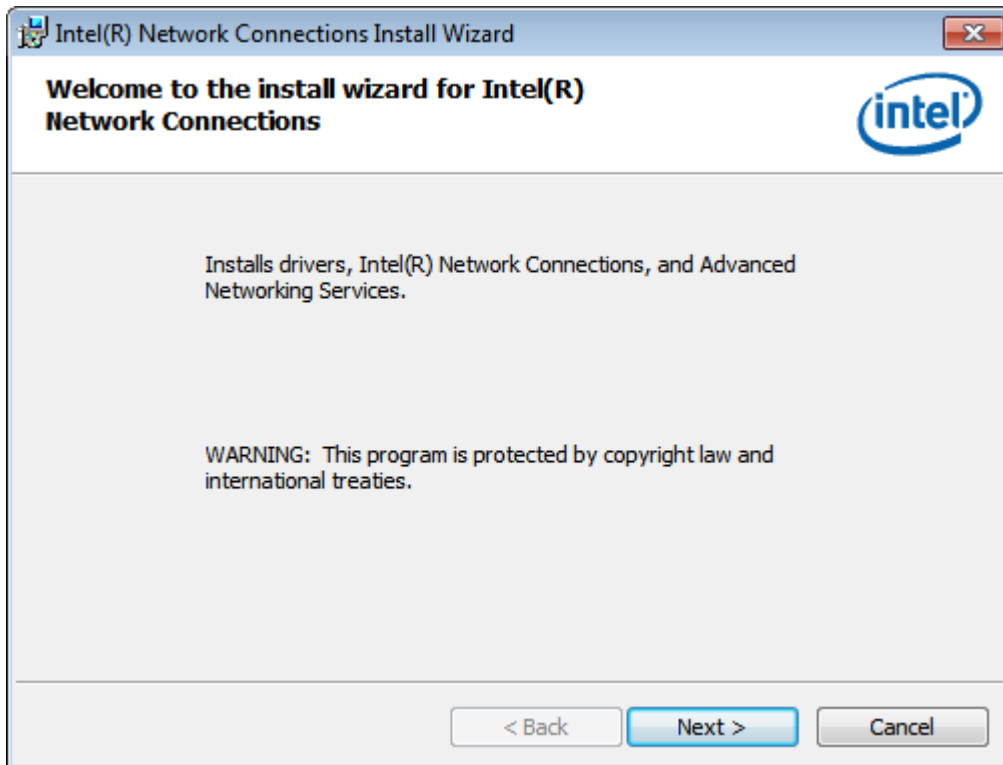 Intel(R) Network Connections Install Wizard
Welcome to the install wizard for Intel(R)
Network Connections
intel
Installs drivers, Intel(R) Network Connections, and Advanced
Networking Services.
WARNING:  This program is protected by copyright law and
international treaties.
< Back
Next >
Cancel